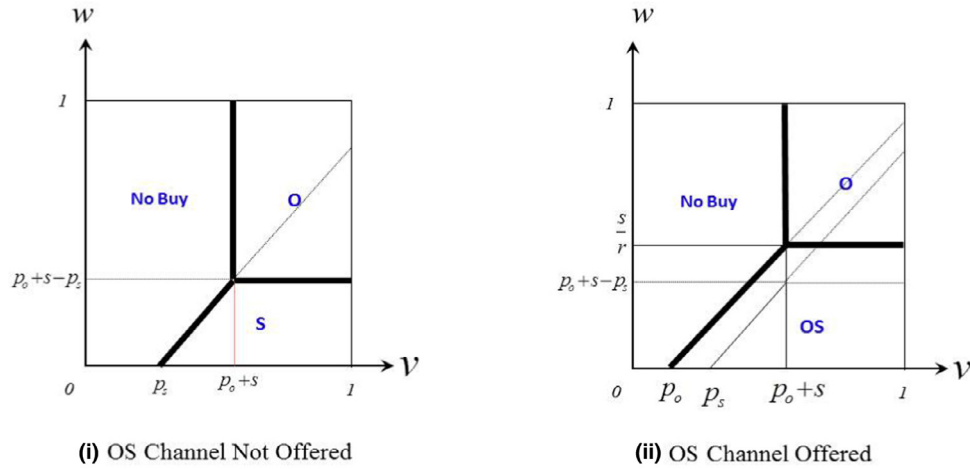 w
1
No Buy
O
p_o+s-p_s
S
0
p_s
p_o+s
1
v
(i) OS Channel Not Offered
w
1
No Buy
O
s/r
p_o+s-p_s
OS
0
p_o
p_s
p_o+s
1
v
(ii) OS Channel Offered